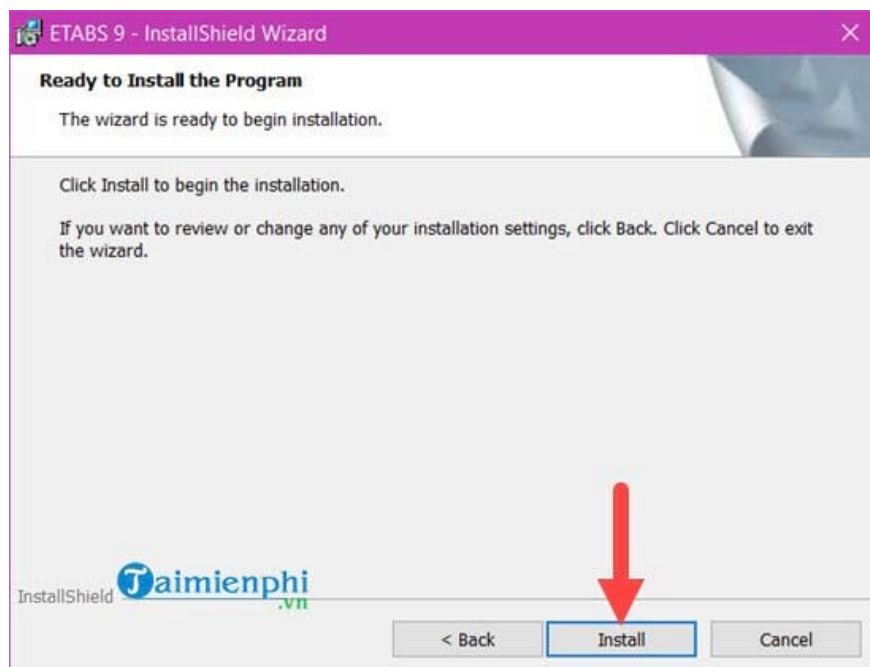 ETABS 9 - InstallShield Wizard
Ready to Install the Program
The wizard is ready to begin installation.
Click Install to begin the installation.
If you want to review or change any of your installation settings, click Back. Click Cancel to exit
the wizard.
InstallShield
Taimienphi
.vn
< Back
Install
Cancel